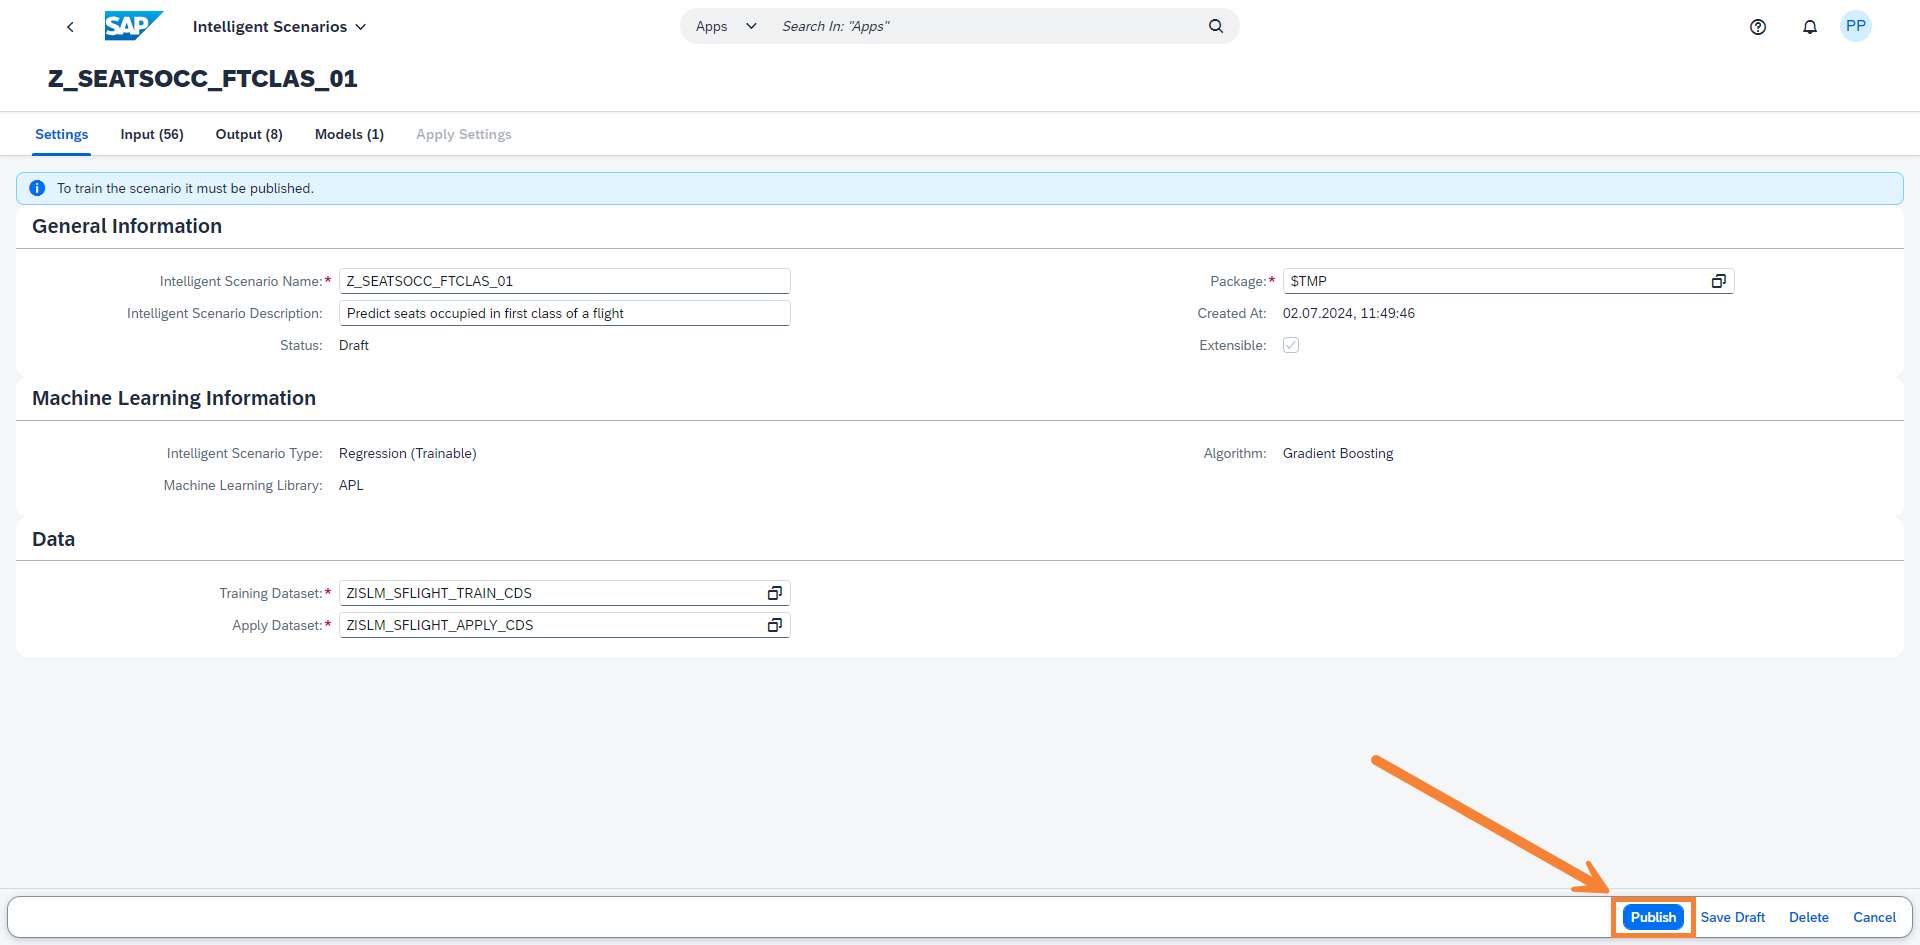 SAP Intelligent Scenarios Apps Search In: "Apps" PP
Z_SEATSOCC_FTCLAS_01
Settings Input (56) Output (8) Models (1) Apply Settings
To train the scenario it must be published.
General Information
Intelligent Scenario Name:* Z_SEATSOCC_FTCLAS_01 Package:* $TMP
Intelligent Scenario Description: Predict seats occupied in first class of a flight Created At: 02.07.2024, 11:49:46
Status: Draft Extensible:
Machine Learning Information
Intelligent Scenario Type: Regression (Trainable) Algorithm: Gradient Boosting
Machine Learning Library: APL
Data
Training Dataset:* ZISLM_SFLIGHT_TRAIN_CDS
Apply Dataset:* ZISLM_SFLIGHT_APPLY_CDS
Publish Save Draft Delete Cancel